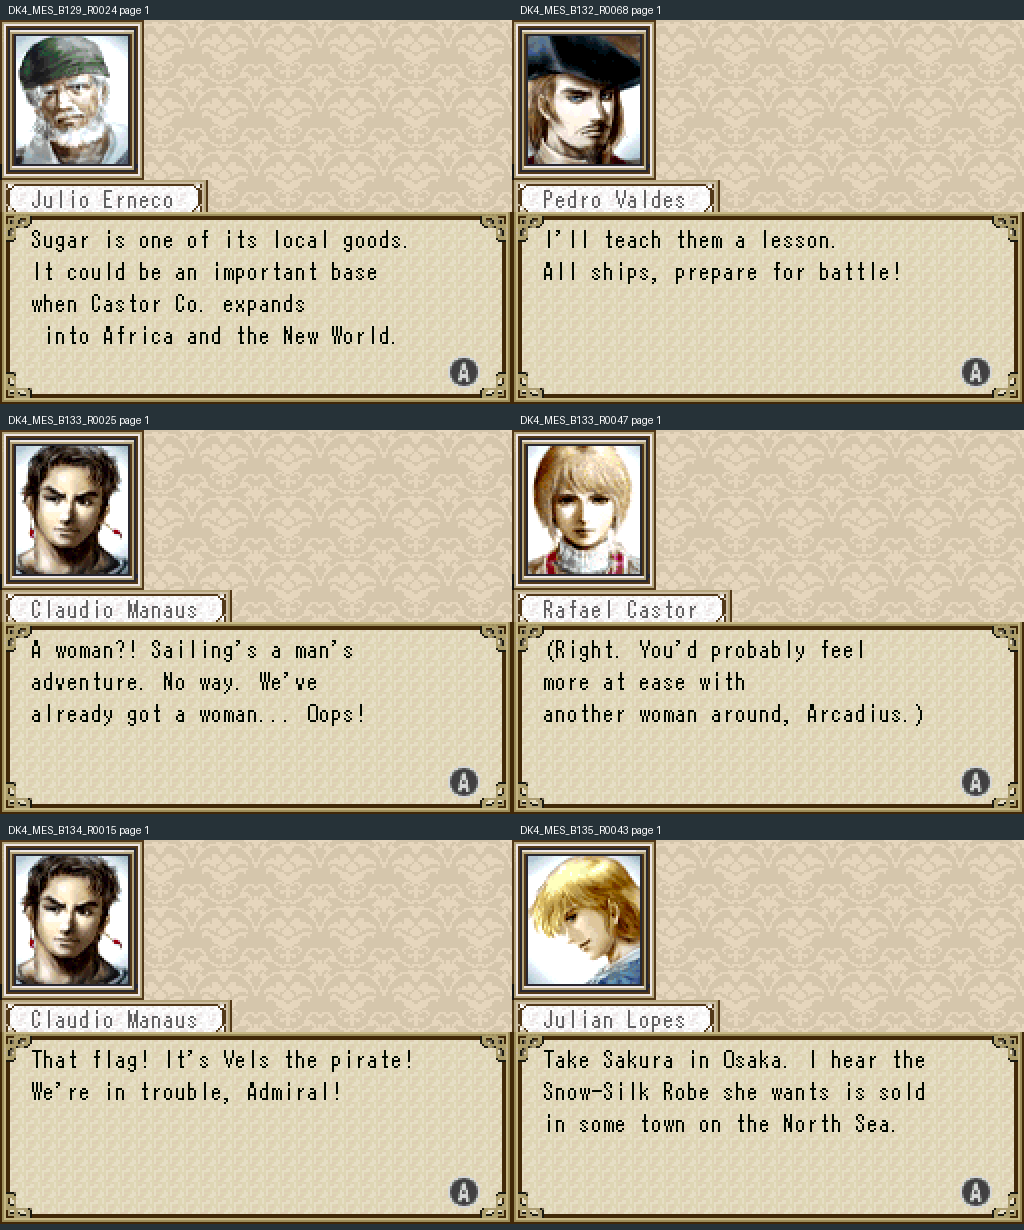 DK4_MES_B129_R0024 page 1
Julio Erneco
Sugar is one of its local goods.
It could be an important base
when Castor Co. expands
into Africa and the New World.
A
DK4_MES_B132_R0068 page 1
Pedro Valdes
I'll teach them a lesson.
All ships, prepare for battle!
A
DK4_MES_B133_R0025 page 1
Claudio Manaus
A woman?! Sailing's a man's
adventure. No way. We've
already got a woman... Oops!
A
DK4_MES_B133_R0047 page 1
Rafael Castor
(Right. You'd probably feel
more at ease with
another woman around, Arcadius.)
A
DK4_MES_B134_R0015 page 1
Claudio Manaus
That flag! It's Vels the pirate!
We're in trouble, Admiral!
A
DK4_MES_B135_R0043 page 1
Julian Lopes
Take Sakura in Osaka. I hear the
Snow-Silk Robe she wants is sold
in some town on the North Sea.
A